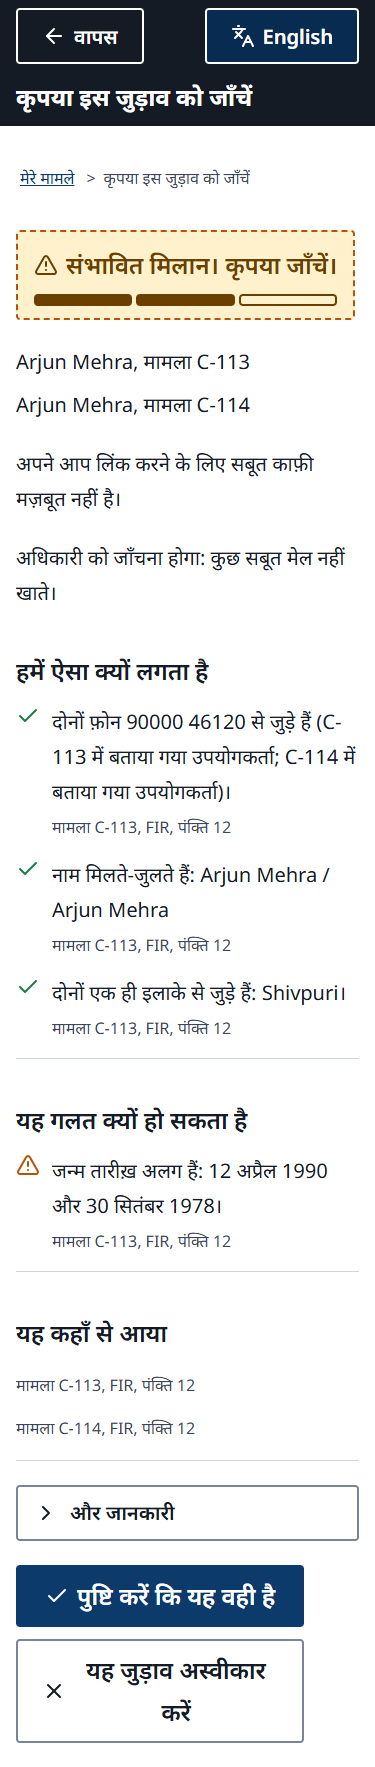 वापस
English
कृपया इस जुड़ाव को जाँचें
मेरे मामले > कृपया इस जुड़ाव को जाँचें
संभावित मिलान। कृपया जाँचें।
Arjun Mehra, मामला C-113
Arjun Mehra, मामला C-114
अपने आप लिंक करने के लिए सबूत काफ़ी
मज़बूत नहीं है।
अधिकारी को जाँचना होगा: कुछ सबूत मेल नहीं
खाते।
हमें ऐसा क्यों लगता है
दोनों फ़ोन 90000 46120 से जुड़े हैं (C-
113 में बताया गया उपयोगकर्ता; C-114 में
बताया गया उपयोगकर्ता)।
मामला C-113, FIR, पंक्ति 12
नाम मिलते-जुलते हैं: Arjun Mehra /
Arjun Mehra
मामला C-113, FIR, पंक्ति 12
दोनों एक ही इलाके से जुड़े हैं: Shivpuri।
मामला C-113, FIR, पंक्ति 12
यह गलत क्यों हो सकता है
जन्म तारीख़ अलग हैं: 12 अप्रैल 1990
और 30 सितंबर 1978।
मामला C-113, FIR, पंक्ति 12
यह कहाँ से आया
मामला C-113, FIR, पंक्ति 12
मामला C-114, FIR, पंक्ति 12
और जानकारी
पुष्टि करें कि यह वही है
यह जुड़ाव अस्वीकार
करें